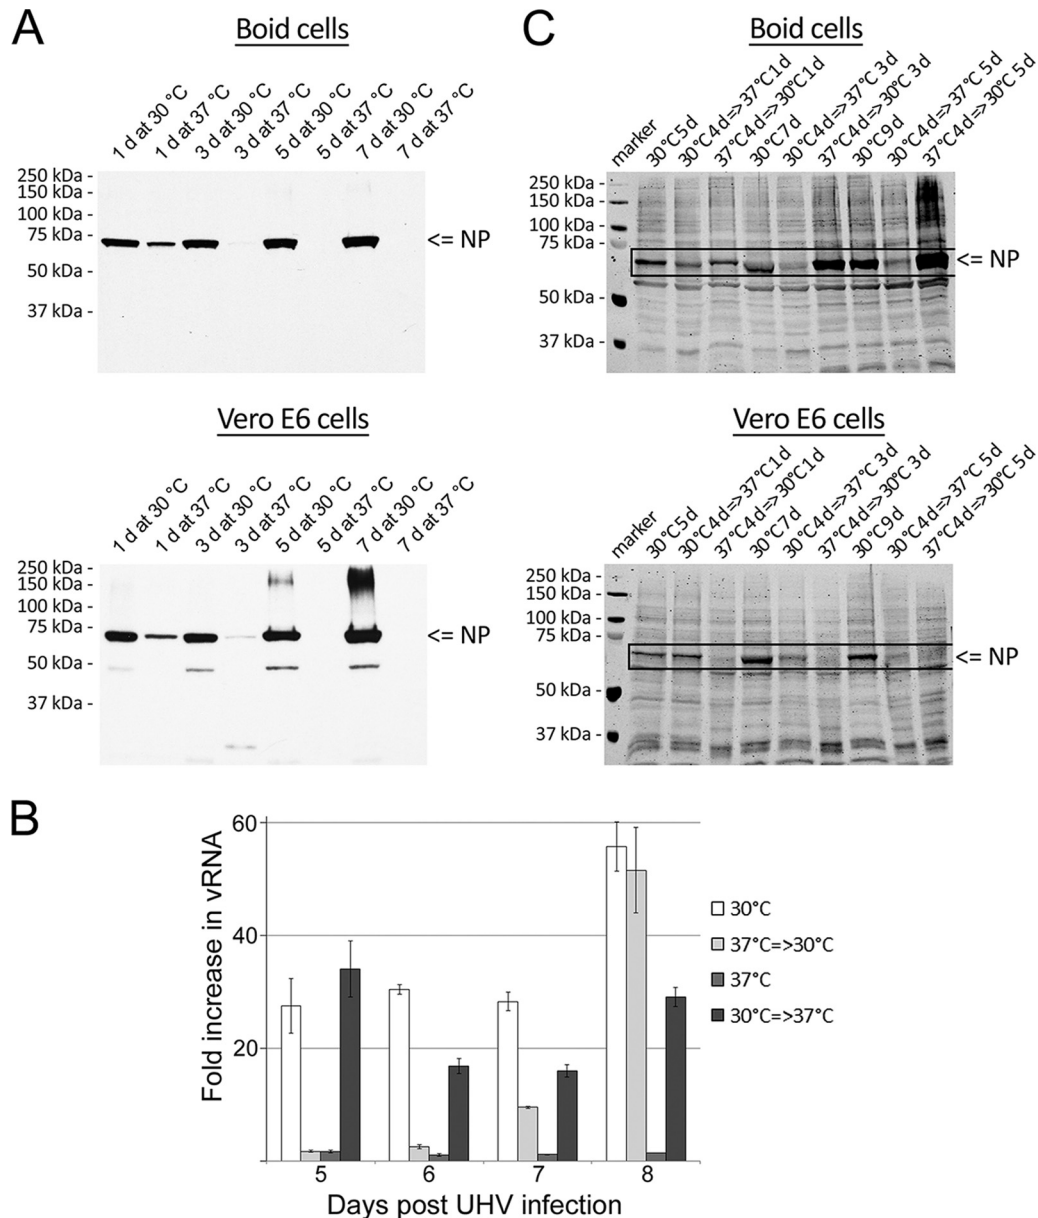 A
Boid cells
1 d at 30 °C
1 d at 37 °C
3 d at 30 °C
3 d at 37 °C
5 d at 30 °C
5 d at 37 °C
7 d at 30 °C
7 d at 37 °C
250 kDa -
150 kDa -
100 kDa -
75 kDa -
50 kDa -
37 kDa -
<= NP
Vero E6 cells
1 d at 30 °C
1 d at 37 °C
3 d at 30 °C
3 d at 37 °C
5 d at 30 °C
5 d at 37 °C
7 d at 30 °C
7 d at 37 °C
250 kDa -
150 kDa -
100 kDa -
75 kDa -
50 kDa -
37 kDa -
<= NP
C
Boid cells
marker
30°C5d
30°C4d=>37°C1d
37°C4d=>30°C1d
30°C7d
30°C4d=>37°C 3d
37°C4d=>30°C 3d
30°C9d
30°C4d=>37°C 5d
37°C4d=>30°C 5d
250 kDa -
150 kDa -
100 kDa -
75 kDa -
50 kDa -
37 kDa -
<= NP
Vero E6 cells
marker
30°C5d
30°C4d=>37°C1d
37°C4d=>30°C1d
30°C7d
30°C4d=>37°C 3d
37°C4d=>30°C 3d
30°C9d
30°C4d=>37°C 5d
37°C4d=>30°C 5d
250 kDa -
150 kDa -
100 kDa -
75 kDa -
50 kDa -
37 kDa -
<= NP
B
Fold increase in vRNA
60
40
20
5
6
7
8
Days post UHV infection
30°C
37°C=>30°C
37°C
30°C=>37°C